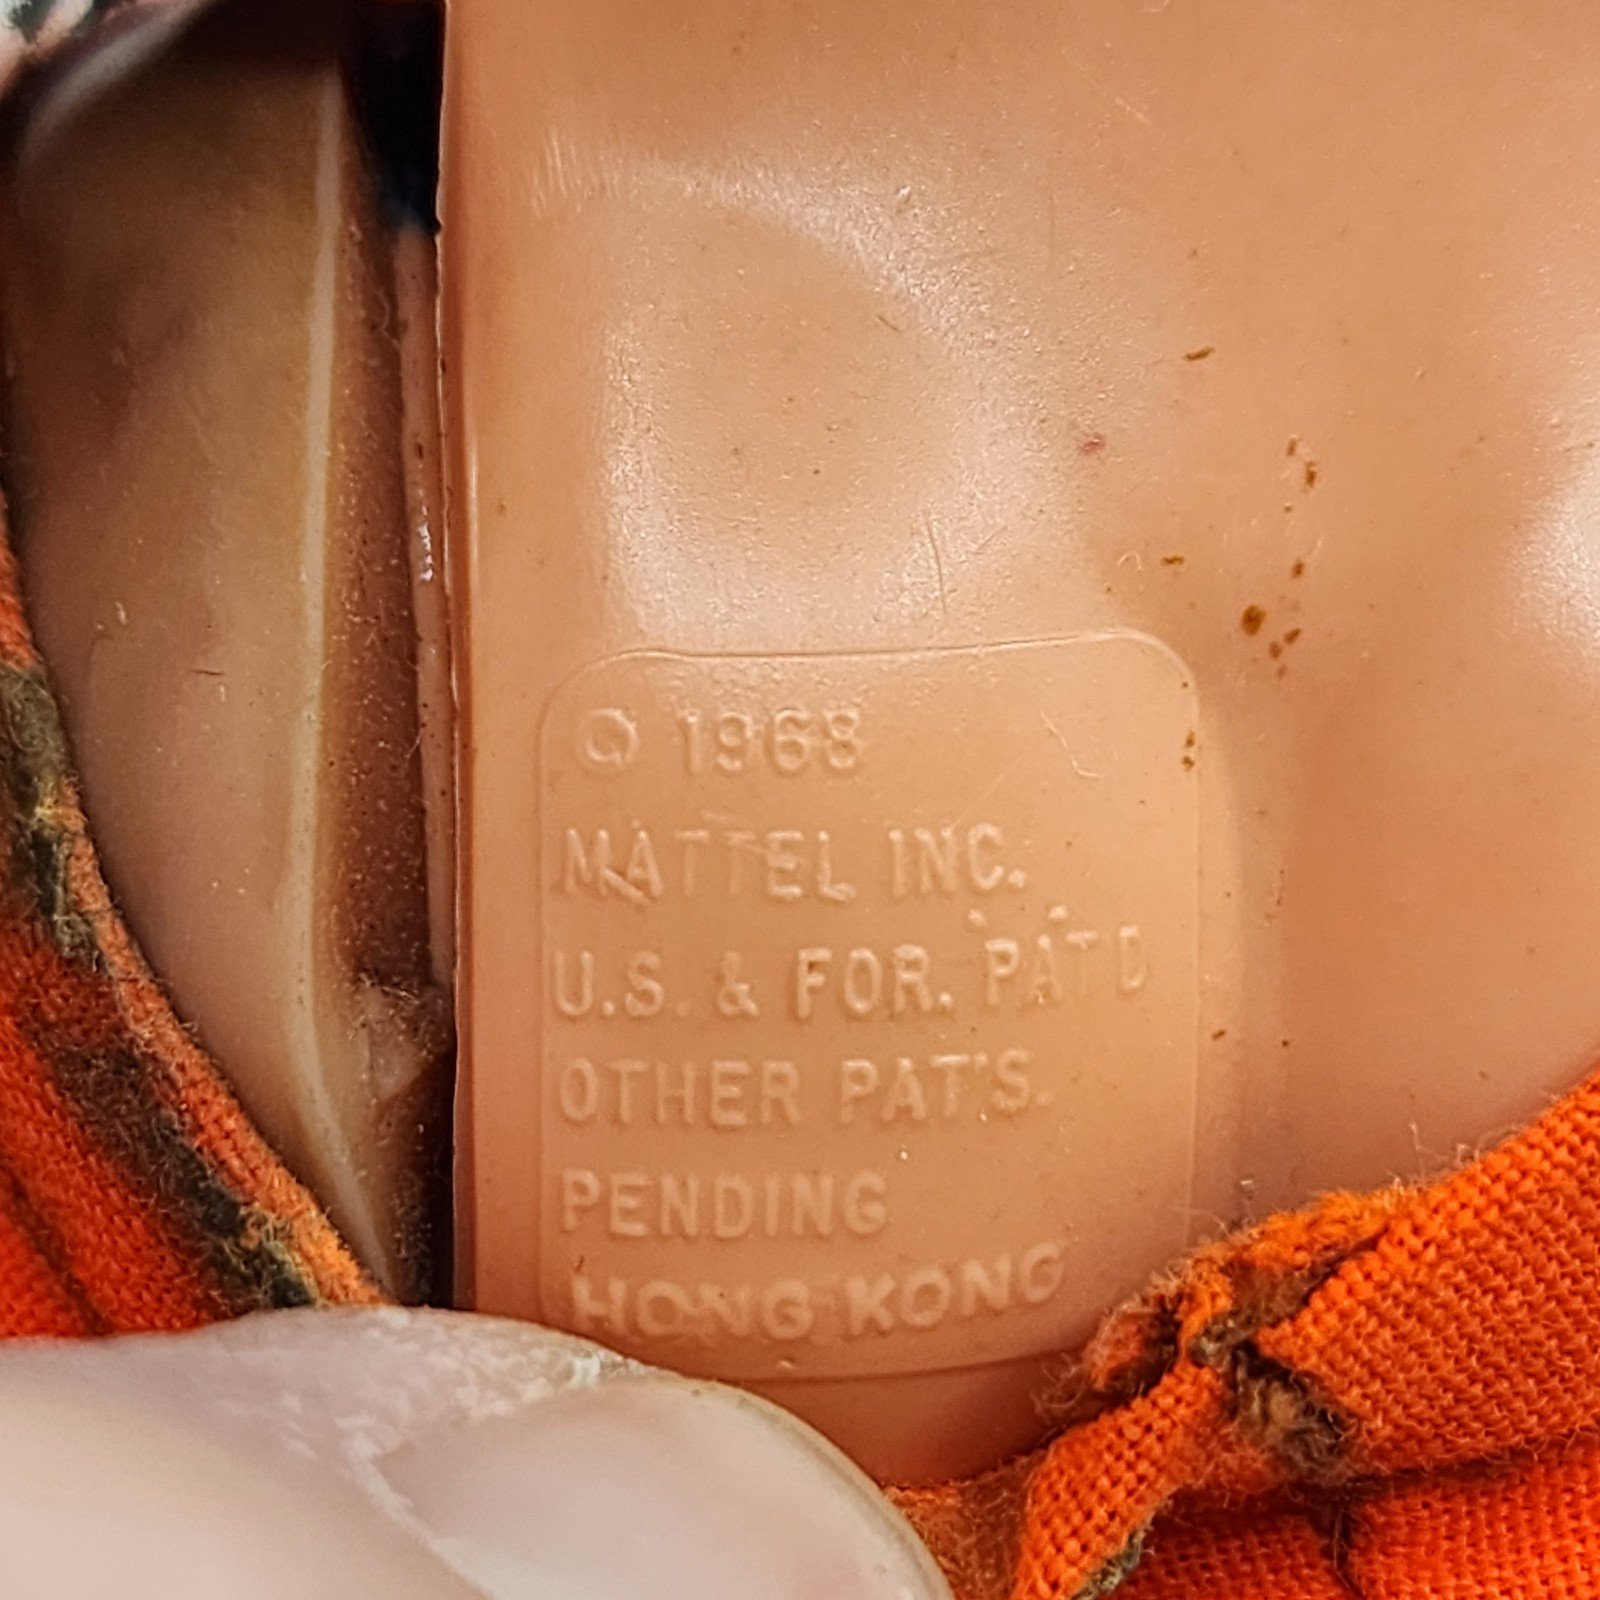 © 1968
MATTEL INC.
U.S. & FOR. PAT'D
OTHER PAT'S.
PENDING
HONG KONG